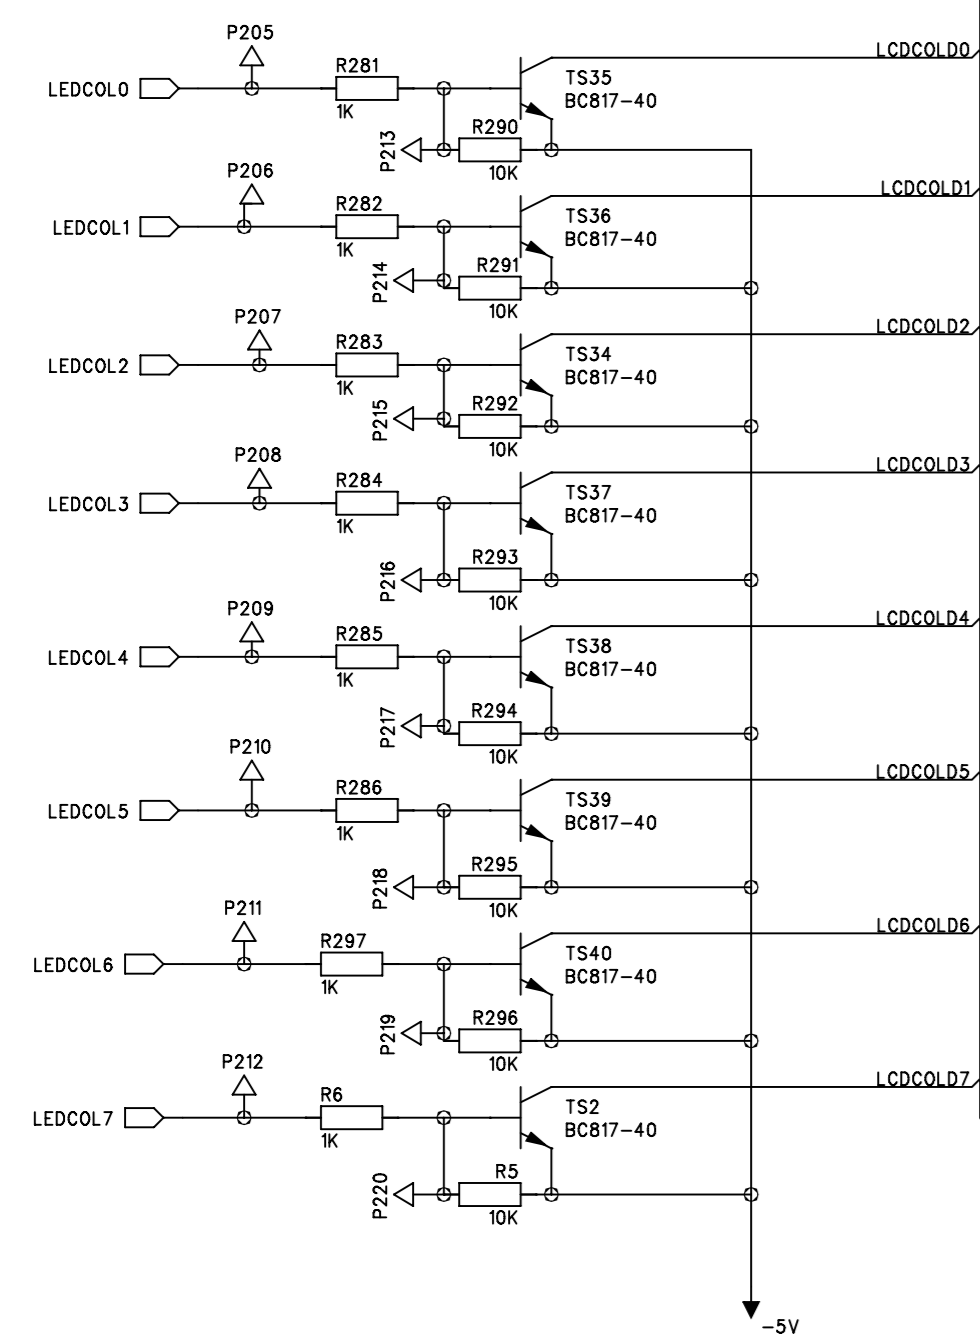 P205
LCDCOLD0
R281
TS35
LEDCOL0
BC817-40
1K
R290
P213
10K
P206
LCDCOLD1
R282
TS36
LEDCOL1
BC817-40
1K
R291
P214
10K
P207
LCDCOLD2
R283
TS34
LEDCOL2
BC817-40
1K
R292
P215
10K
P208
LCDCOLD3
R284
TS37
LEDCOL3
BC817-40
1K
R293
P216
10K
P209
LCDCOLD4
R285
TS38
LEDCOL4
BC817-40
1K
R294
P217
10K
P210
LCDCOLD5
R286
TS39
LEDCOL5
BC817-40
1K
R295
P218
10K
P211
LCDCOLD6
R297
TS40
LEDCOL6
BC817-40
1K
R296
P219
10K
P212
LCDCOLD7
R6
TS2
LEDCOL7
BC817-40
1K
R5
P220
10K
-5V